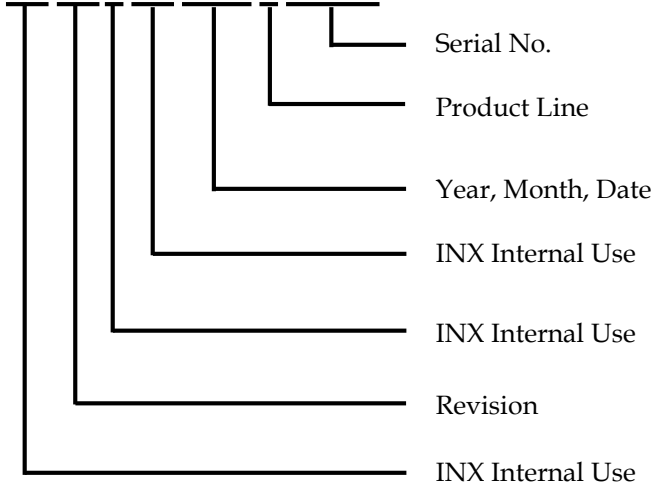 Serial No.
Product Line
Year, Month, Date
INX Internal Use
INX Internal Use
Revision
INX Internal Use